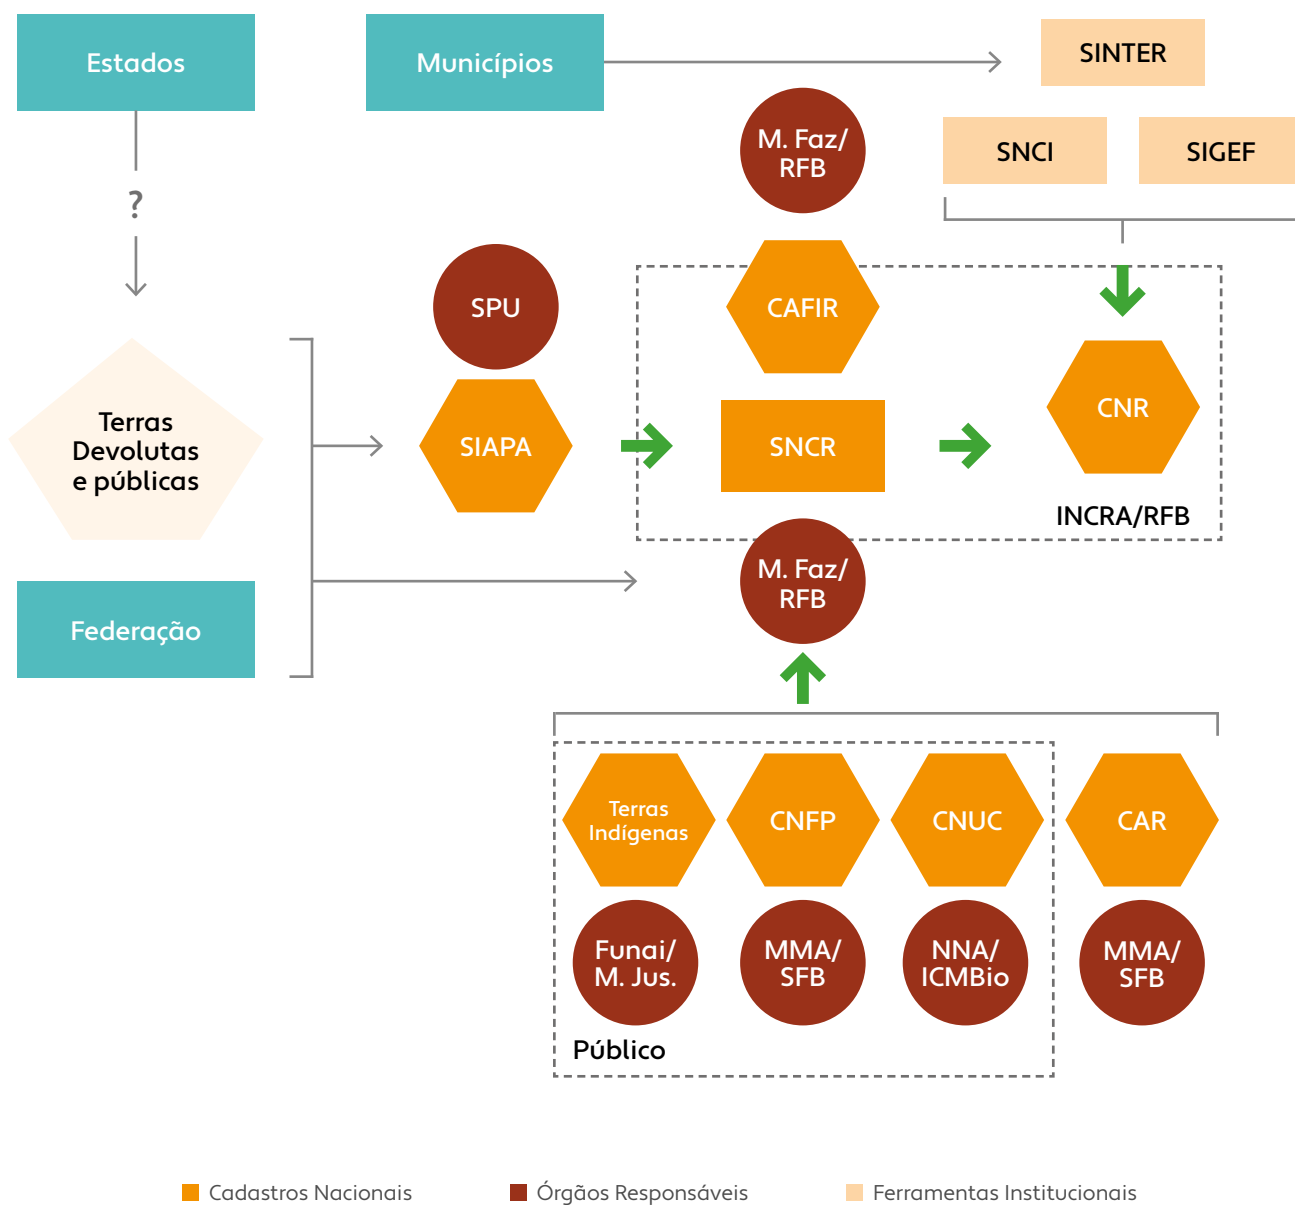 Estados
Municípios
SINTER
SNCI
SIGEF
M. Faz/
RFB
?
SPU
CAFIR
CNR
Terras
Devolutas
e públicas
SIAPA
SNCR
INCRA/RFB
Federação
M. Faz/
RFB
Terras
Indígenas
CNFP
CNUC
CAR
Funai/
M. Jus.
MMA/
SFB
NNA/
ICMBio
MMA/
SFB
Público
Cadastros Nacionais
Órgãos Responsáveis
Ferramentas Institucionais